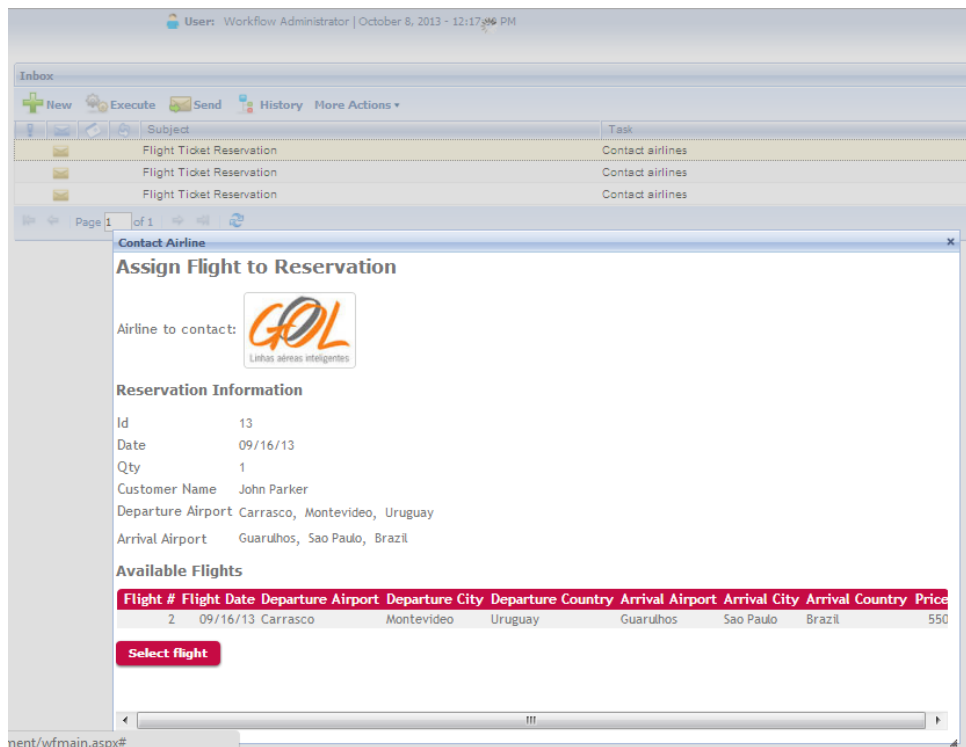 User: Workflow Administrator | October 8, 2013 - 12:17 PM
Inbox
New Execute Send History More Actions
Subject Task
Flight Ticket Reservation Contact airlines
Flight Ticket Reservation Contact airlines
Flight Ticket Reservation Contact airlines
Page 1 of 1
Contact Airline ×
Assign Flight to Reservation
Airline to contact: GOL
Linhas aéreas inteligentes
Reservation Information
Id 13
Date 09/16/13
Qty 1
Customer Name John Parker
Departure Airport Carrasco, Montevideo, Uruguay
Arrival Airport Guarulhos, Sao Paulo, Brazil
Available Flights
Flight # Flight Date Departure Airport Departure City Departure Country Arrival Airport Arrival City Arrival Country Price
2 09/16/13 Carrasco Montevideo Uruguay Guarulhos Sao Paulo Brazil 550
Select flight
ment/wfmain.aspx#